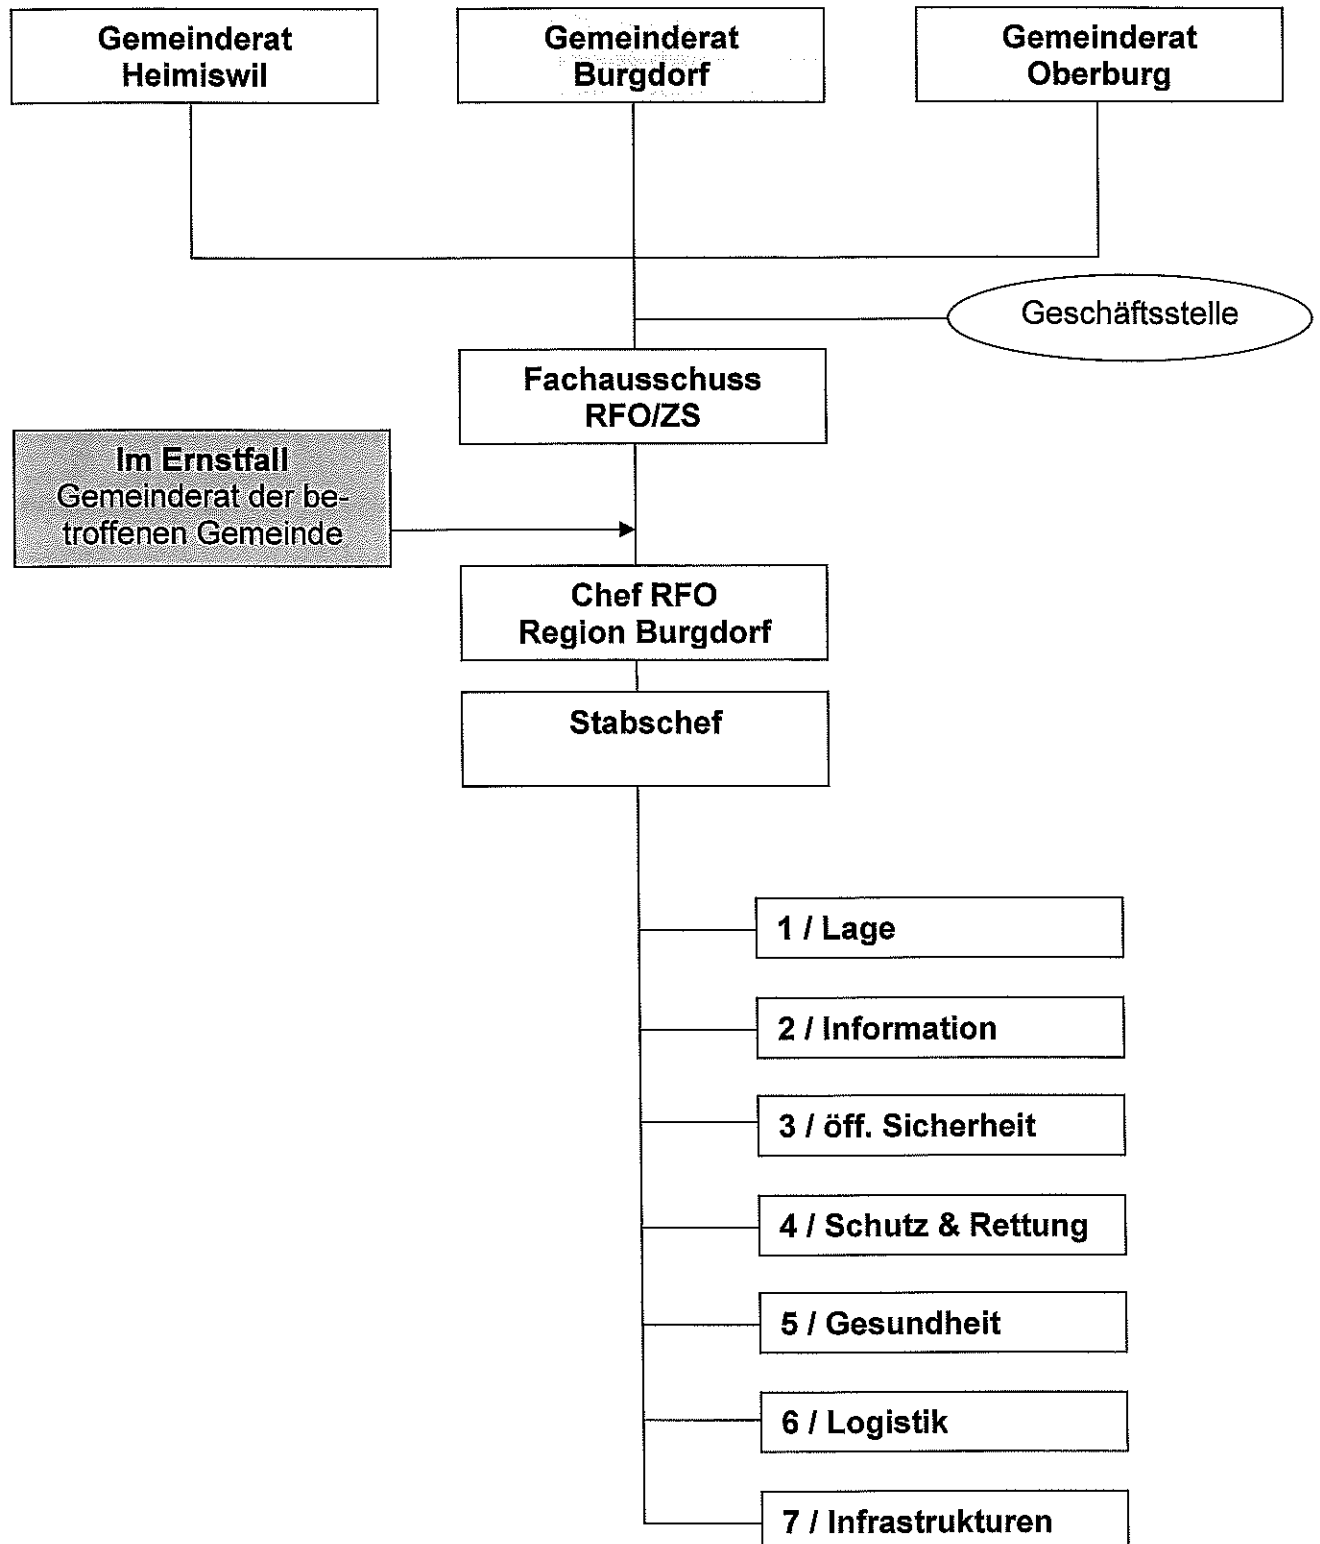 Gemeinderat
Heimiswil
Gemeinderat
Burgdorf
Gemeinderat
Oberburg
Geschäftsstelle
Fachausschuss
RFO/ZS
Im Ernstfall
Gemeinderat der be-
troffenen Gemeinde
Chef RFO
Region Burgdorf
Stabschef
1 / Lage
2 / Information
3 / öff. Sicherheit
4 / Schutz & Rettung
5 / Gesundheit
6 / Logistik
7 / Infrastrukturen